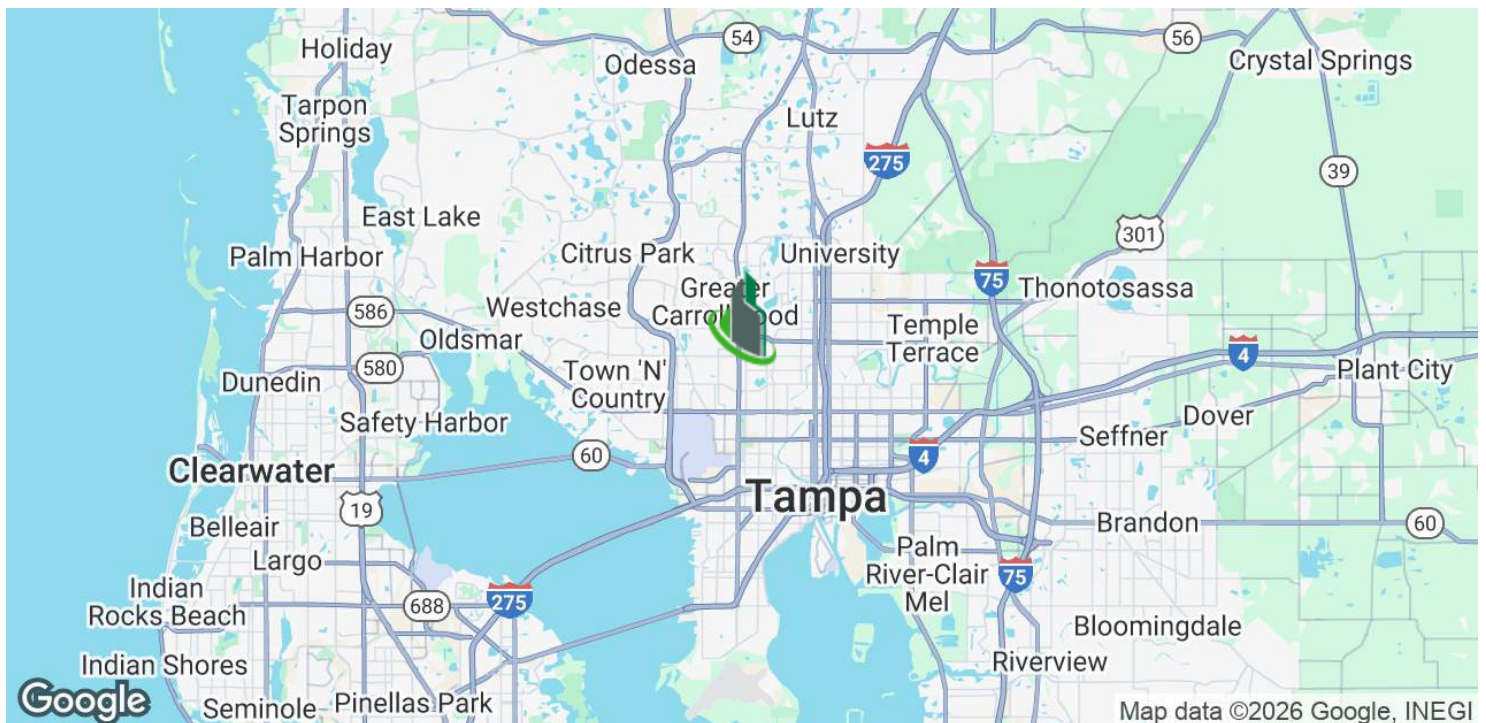 Holiday
54
Odessa
56
Crystal Springs
Tarpon
Springs
Lutz
275
39
East Lake
301
Palm Harbor
Citrus Park
University
75
Thonotosassa
Greater
586
Westchase
Oldsmar
Temple
Terrace
4
580
Town 'N'
Country
Plant City
Dunedin
Safety Harbor
Dover
Seffner
60
4
Clearwater
Tampa
19
Belleair
Brandon
60
Largo
Palm
River-Clair
Mel
75
Indian
Rocks Beach
688
275
Bloomingdale
Indian Shores
Riverview
Google
Seminole
Pinellas Park
Map data ©2026 Google, INEGI